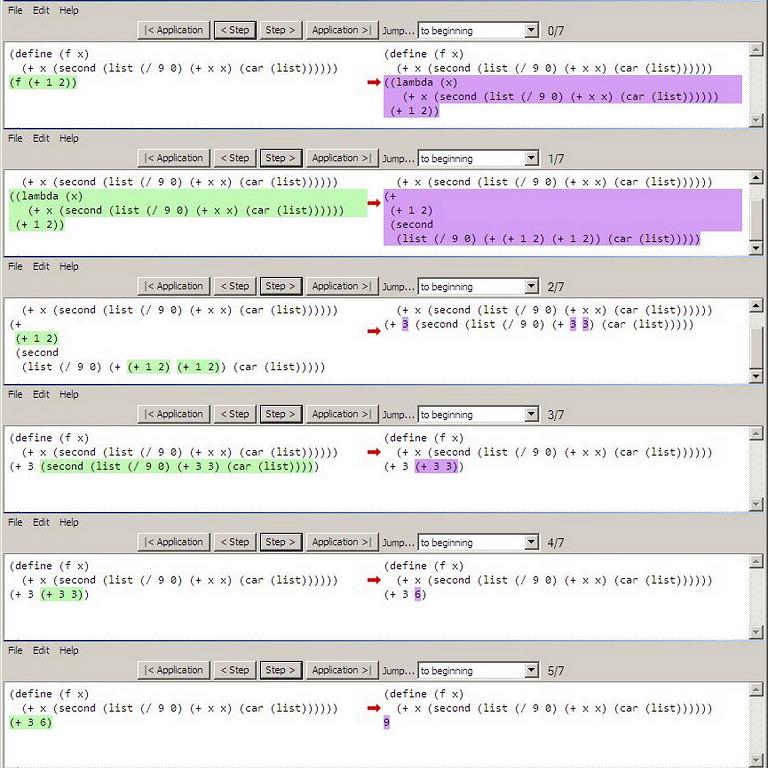 File Edit Help
|< Application < Step Step > Application >| Jump... to beginning 0/7
(define (f x)
(+ x (second (list (/ 9 0) (+ x x) (car (list))))))
(f (+ 1 2))
(define (f x)
(+ x (second (list (/ 9 0) (+ x x) (car (list))))))
((lambda (x)
(+ x (second (list (/ 9 0) (+ x x) (car (list))))))
(+ 1 2))
File Edit Help
|< Application < Step Step > Application >| Jump... to beginning 1/7
(+ x (second (list (/ 9 0) (+ x x) (car (list))))))
((lambda (x)
(+ x (second (list (/ 9 0) (+ x x) (car (list))))))
(+ 1 2))
(+ x (second (list (/ 9 0) (+ x x) (car (list))))))
(+
(+ 1 2)
(second
(list (/ 9 0) (+ (+ 1 2) (+ 1 2)) (car (list)))))
File Edit Help
|< Application < Step Step > Application >| Jump... to beginning 2/7
(+ x (second (list (/ 9 0) (+ x x) (car (list))))))
(+
(+ 1 2)
(second
(list (/ 9 0) (+ (+ 1 2) (+ 1 2)) (car (list)))))
(+ x (second (list (/ 9 0) (+ x x) (car (list))))))
(+ 3 (second (list (/ 9 0) (+ 3 3) (car (list)))))
File Edit Help
|< Application < Step Step > Application >| Jump... to beginning 3/7
(define (f x)
(+ x (second (list (/ 9 0) (+ x x) (car (list))))))
(+ 3 (second (list (/ 9 0) (+ 3 3) (car (list)))))
(define (f x)
(+ x (second (list (/ 9 0) (+ x x) (car (list))))))
(+ 3 (+ 3 3))
File Edit Help
|< Application < Step Step > Application >| Jump... to beginning 4/7
(define (f x)
(+ x (second (list (/ 9 0) (+ x x) (car (list))))))
(+ 3 (+ 3 3))
(define (f x)
(+ x (second (list (/ 9 0) (+ x x) (car (list))))))
(+ 3 6)
File Edit Help
|< Application < Step Step > Application >| Jump... to beginning 5/7
(define (f x)
(+ x (second (list (/ 9 0) (+ x x) (car (list))))))
(+ 3 6)
(define (f x)
(+ x (second (list (/ 9 0) (+ x x) (car (list))))))
9